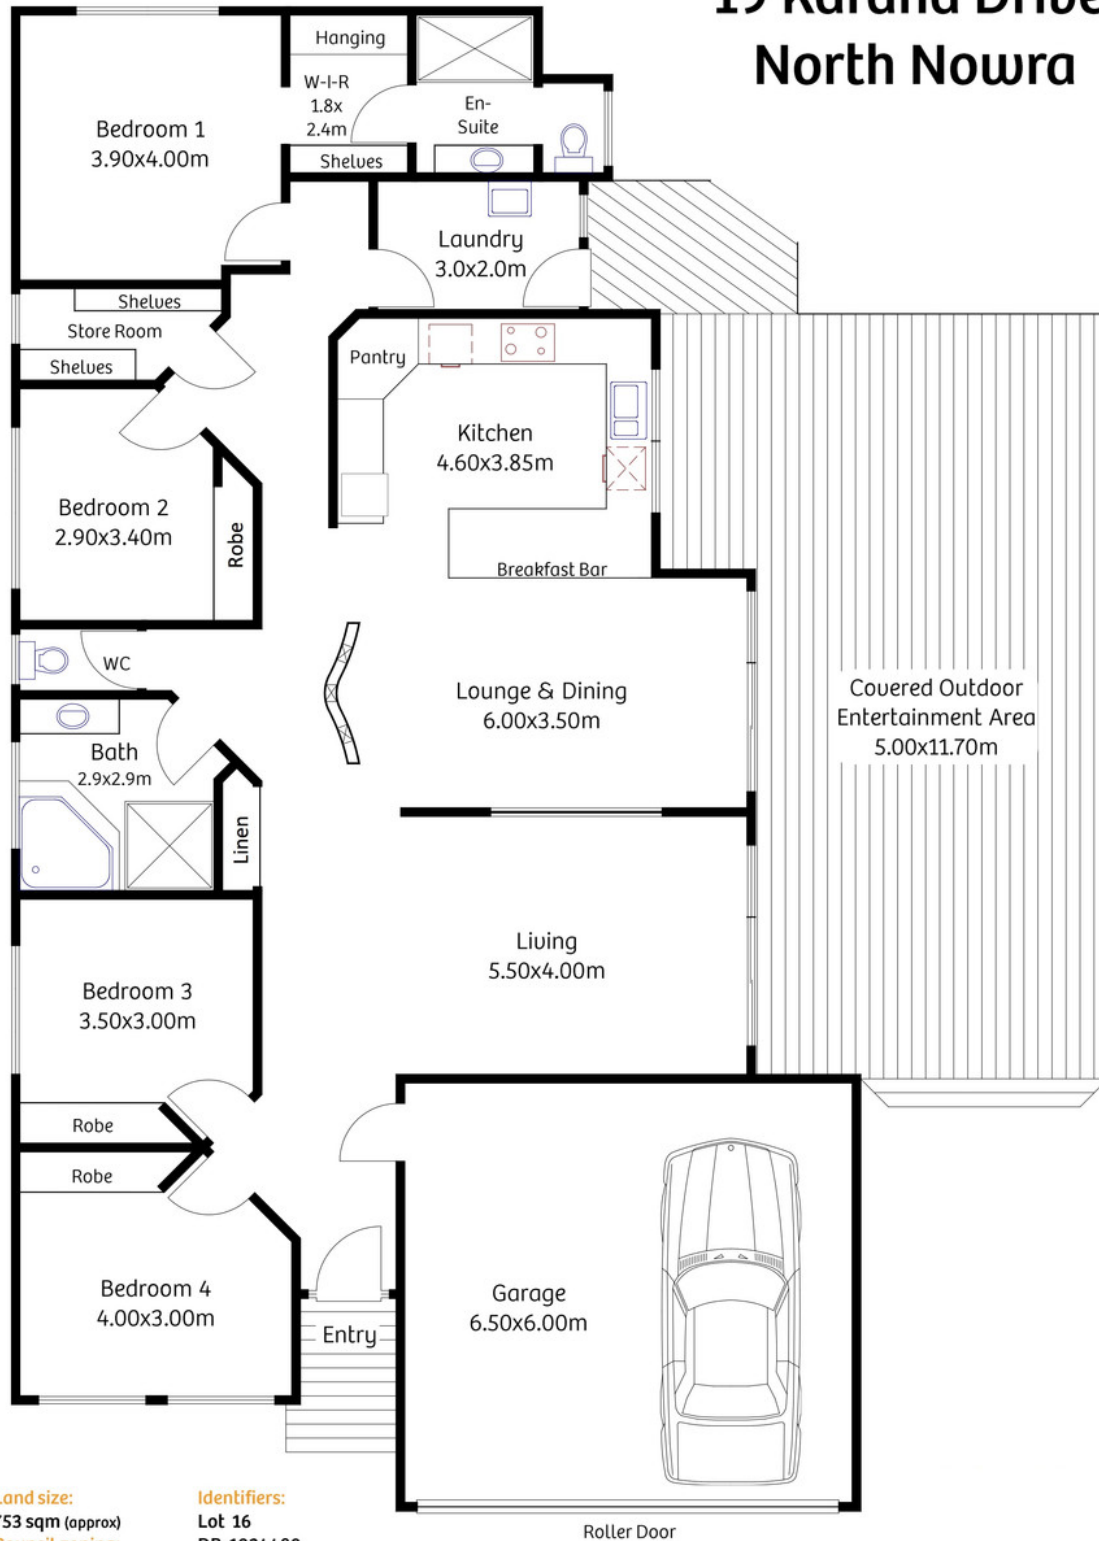 North Nowra
Hanging
W-I-R
1.8x
2.4m
Shelves
En-
Suite
Bedroom 1
3.90x4.00m
Laundry
3.0x2.0m
Shelves
Store Room
Shelves
Pantry
Kitchen
4.60x3.85m
Bedroom 2
2.90x3.40m
Robe
Breakfast Bar
WC
Lounge & Dining
6.00x3.50m
Covered Outdoor
Entertainment Area
5.00x11.70m
Bath
2.9x2.9m
Linen
Living
5.50x4.00m
Bedroom 3
3.50x3.00m
Robe
Robe
Bedroom 4
4.00x3.00m
Entry
Garage
6.50x6.00m
Roller Door
Land size:
753 sqm (approx)
Identifiers:
Lot 16